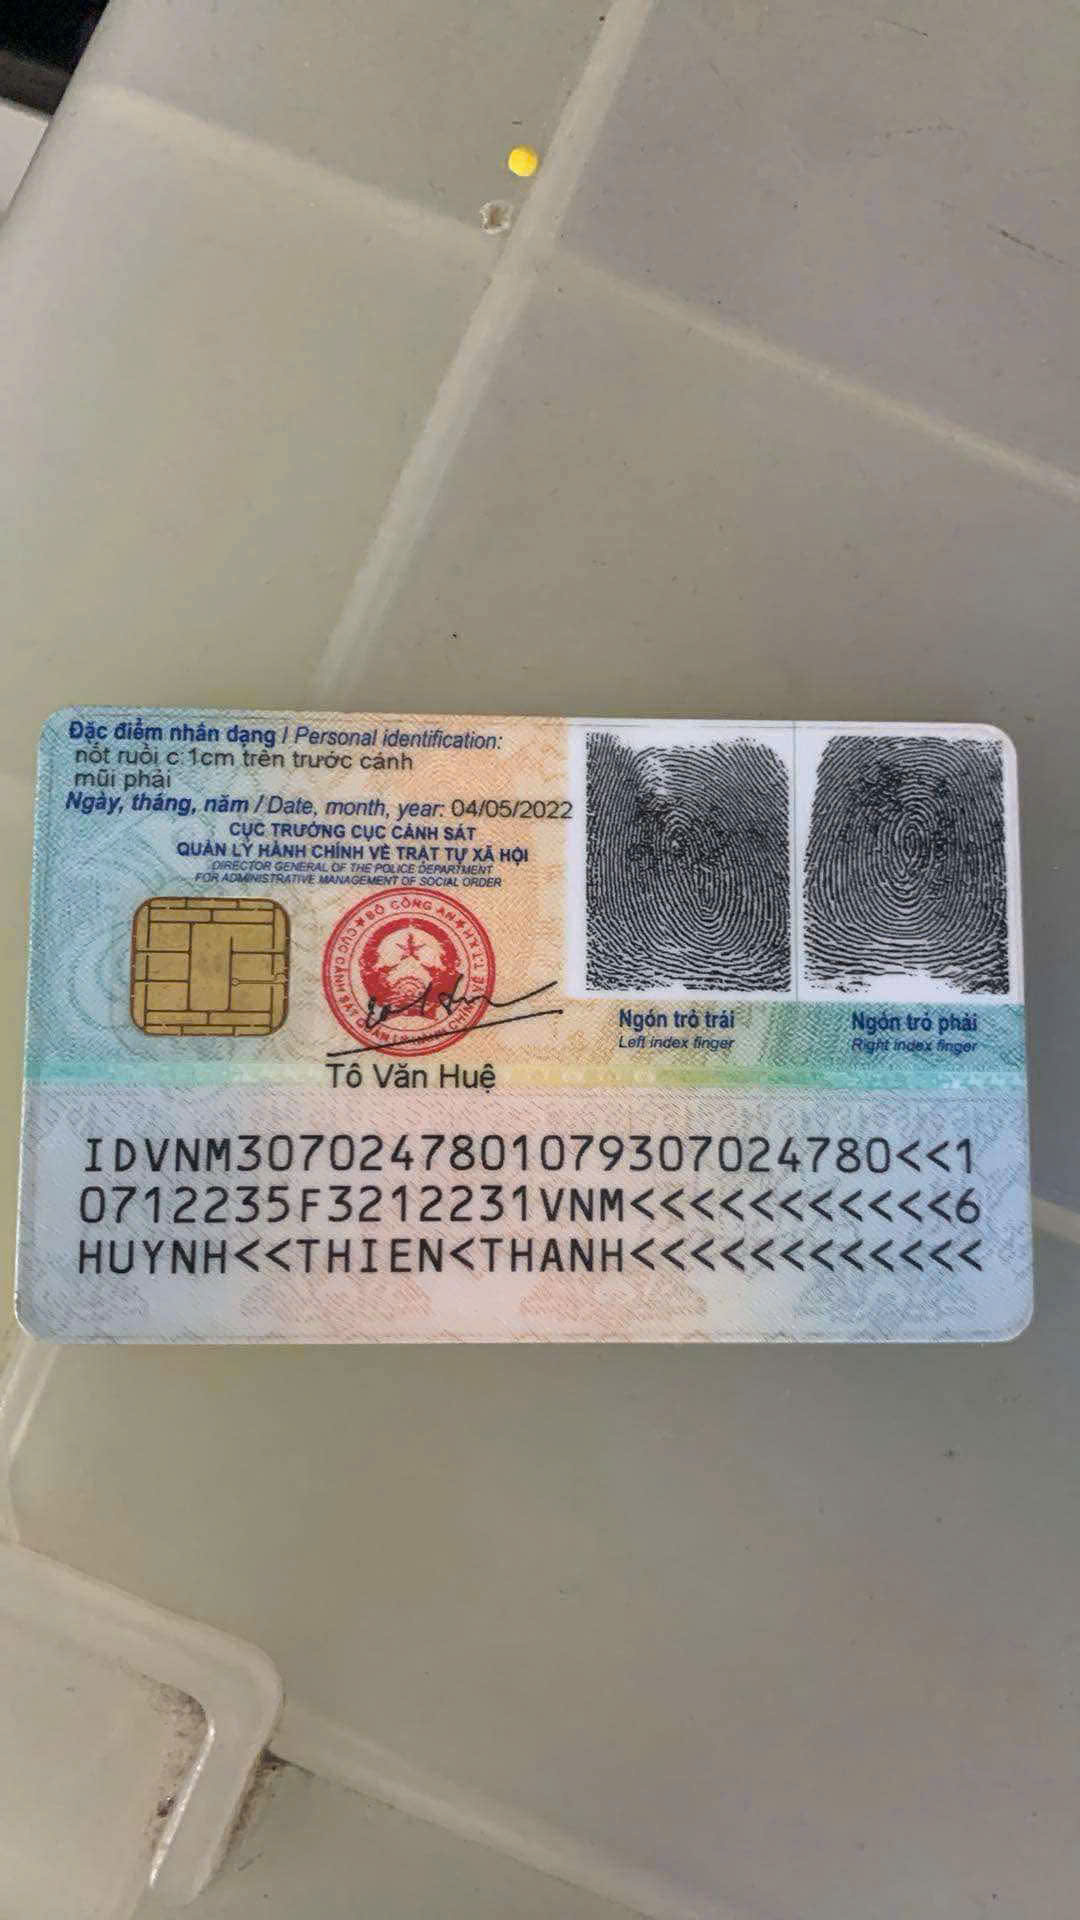 Đặc điểm nhân dạng / Personal identification:
nốt ruồi c 1cm trên trước cánh
mũi phải
Ngày, tháng, năm / Date, month, year: 04/05/2022
CỤC TRƯỞNG CỤC CẢNH SÁT
QUẢN LÝ HÀNH CHÍNH VỀ TRẬT TỰ XÃ HỘI
DIRECTOR GENERAL OF THE POLICE DEPARTMENT
FOR ADMINISTRATIVE MANAGEMENT OF SOCIAL ORDER
BỘ CÔNG AN
CỤC CẢNH SÁT QUẢN
Tô Văn Huệ
Ngón trỏ trái
Left index finger
Ngón trỏ phải
Right index finger
IDVNM3070247801079307024780<<1
0712235F3212231VNM<<<<<<<<<<<6
HUYNH<<THIEN<THANH<<<<<<<<<<<<